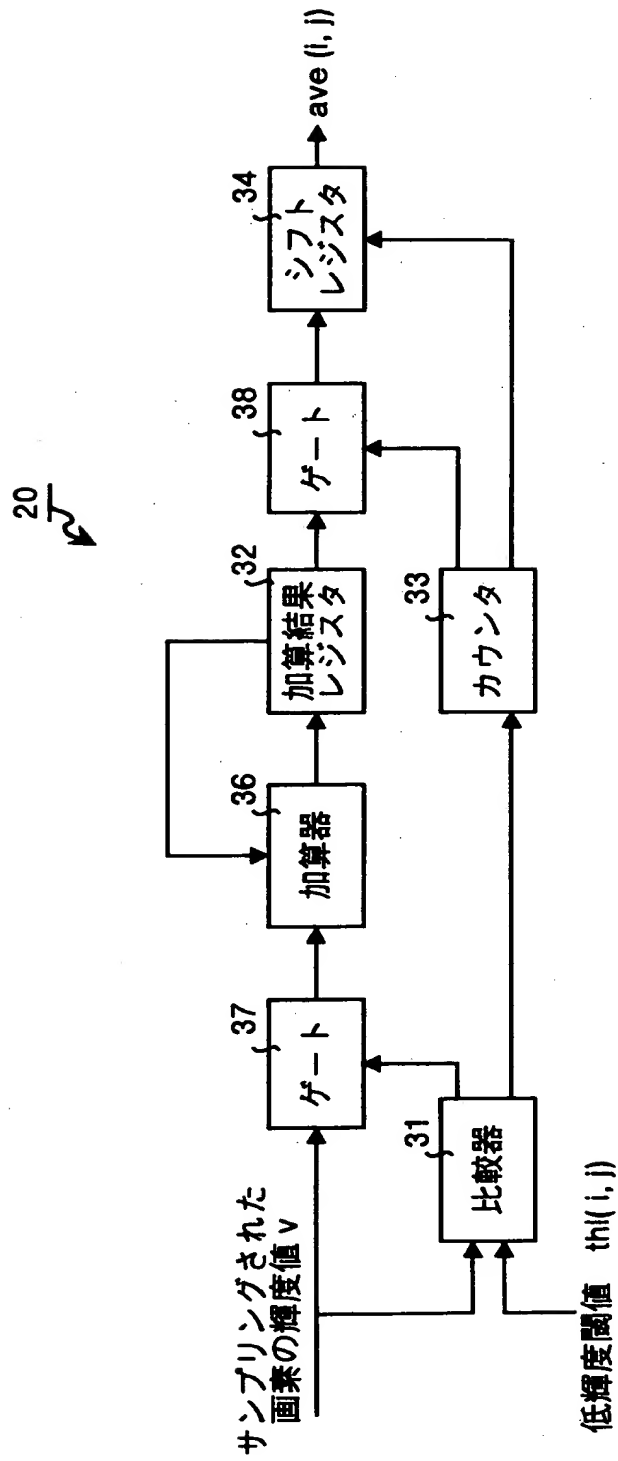 20
サンプリングされた
画素の輝度値 v
37
ゲート
36
加算器
32
加算結果
レジスタ
38
ゲート
34
シフト
レジスタ
ave (i, j)
低輝度閾値 thl( i, j)
31
比較器
33
カウンタ